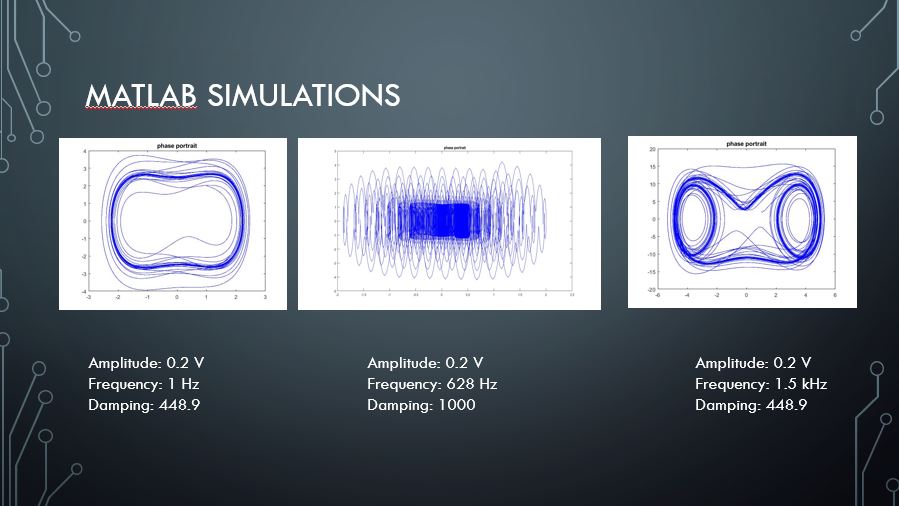 MATLAB SIMULATIONS
phase portrait
4
3
2
1
0
-1
-2
-3
-4
-3 -2 -1 0 1 2 3
phase portrait
phase portrait
20
15
10
5
0
-5
-10
-15
-20
-6 -4 -2 0 2 4 6
Amplitude: 0.2 V
Frequency: 1 Hz
Damping: 448.9
Amplitude: 0.2 V
Frequency: 628 Hz
Damping: 1000
Amplitude: 0.2 V
Frequency: 1.5 kHz
Damping: 448.9